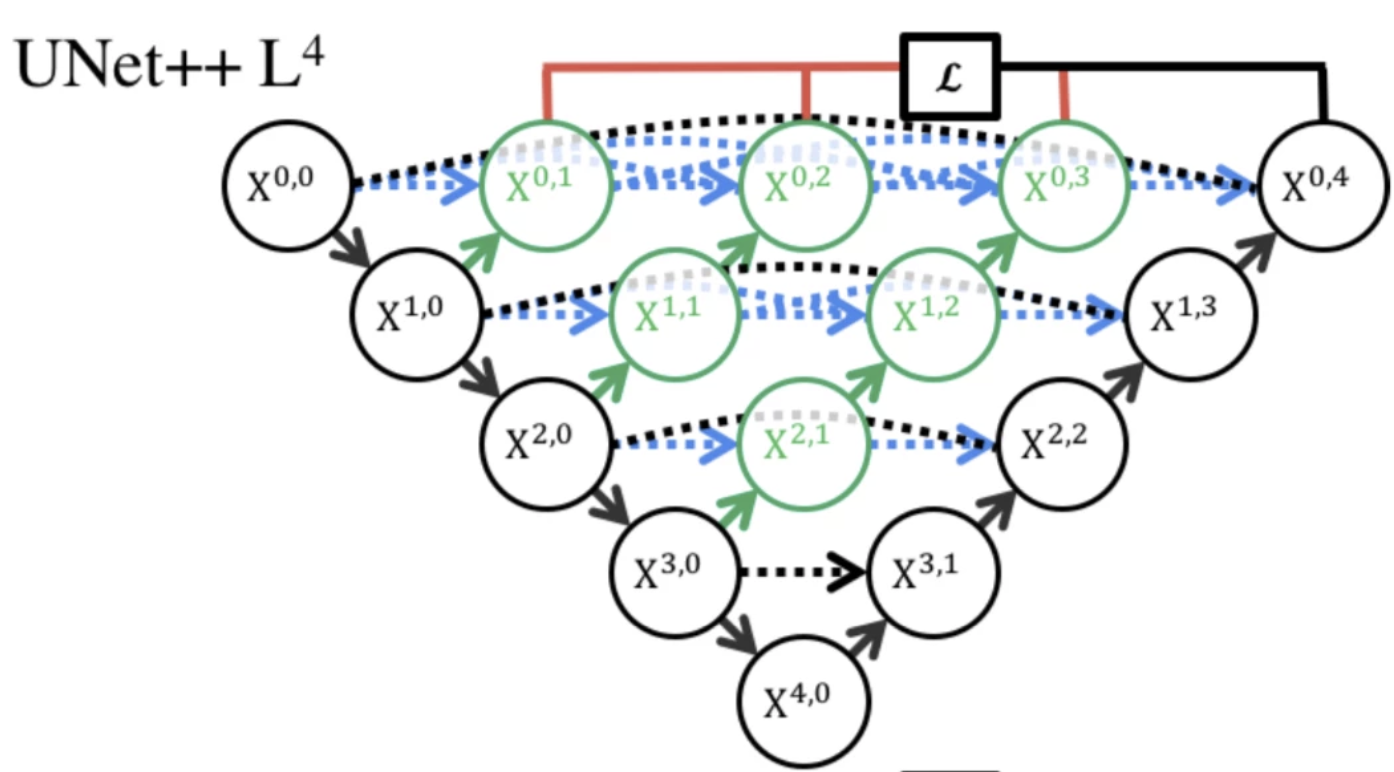 UNet++ L⁴
ℒ
X⁰,⁰ X⁰,¹ X⁰,² X⁰,³ X⁰,⁴
X¹,⁰ X¹,¹ X¹,² X¹,³
X²,⁰ X²,¹ X²,²
X³,⁰ X³,¹
X⁴,⁰